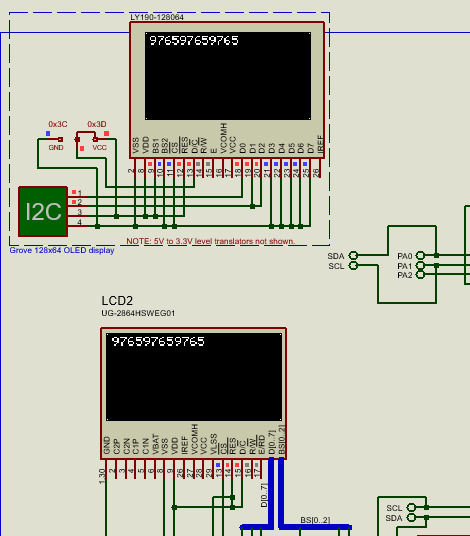 LY190-128064
976597659765
0x3C
0x3D
GND
VCC
VSS
VDD
BS1
BS2
CS
RES
D/C
R/W
E
VCOMH
VCC
D0
D1
D2
D3
D4
D5
D6
D7
IREF
2
8
9
10
11
12
13
14
15
16
17
18
19
20
21
22
23
24
25
26
I2C
1
2
3
4
NOTE: 5V to 3.3V level translators not shown.
Grove 128x64 OLED display
SDA
SCL
PA0
PA1
PA2
LCD2
UG-2864HSWEG01
976597659765
GND
C2P
C2N
C1P
C1N
VBAT
VSS
VDD
IREF
VCOMH
VCC
VLSS
CS
RES
D/C
R/W
E/RD
D[0..7]
BS[0..2]
1,30
2
3
4
5
6
8
9
26
27
28
29
13
14
15
16
17
D[0..7]
BS[0..2]
SCL
SDA